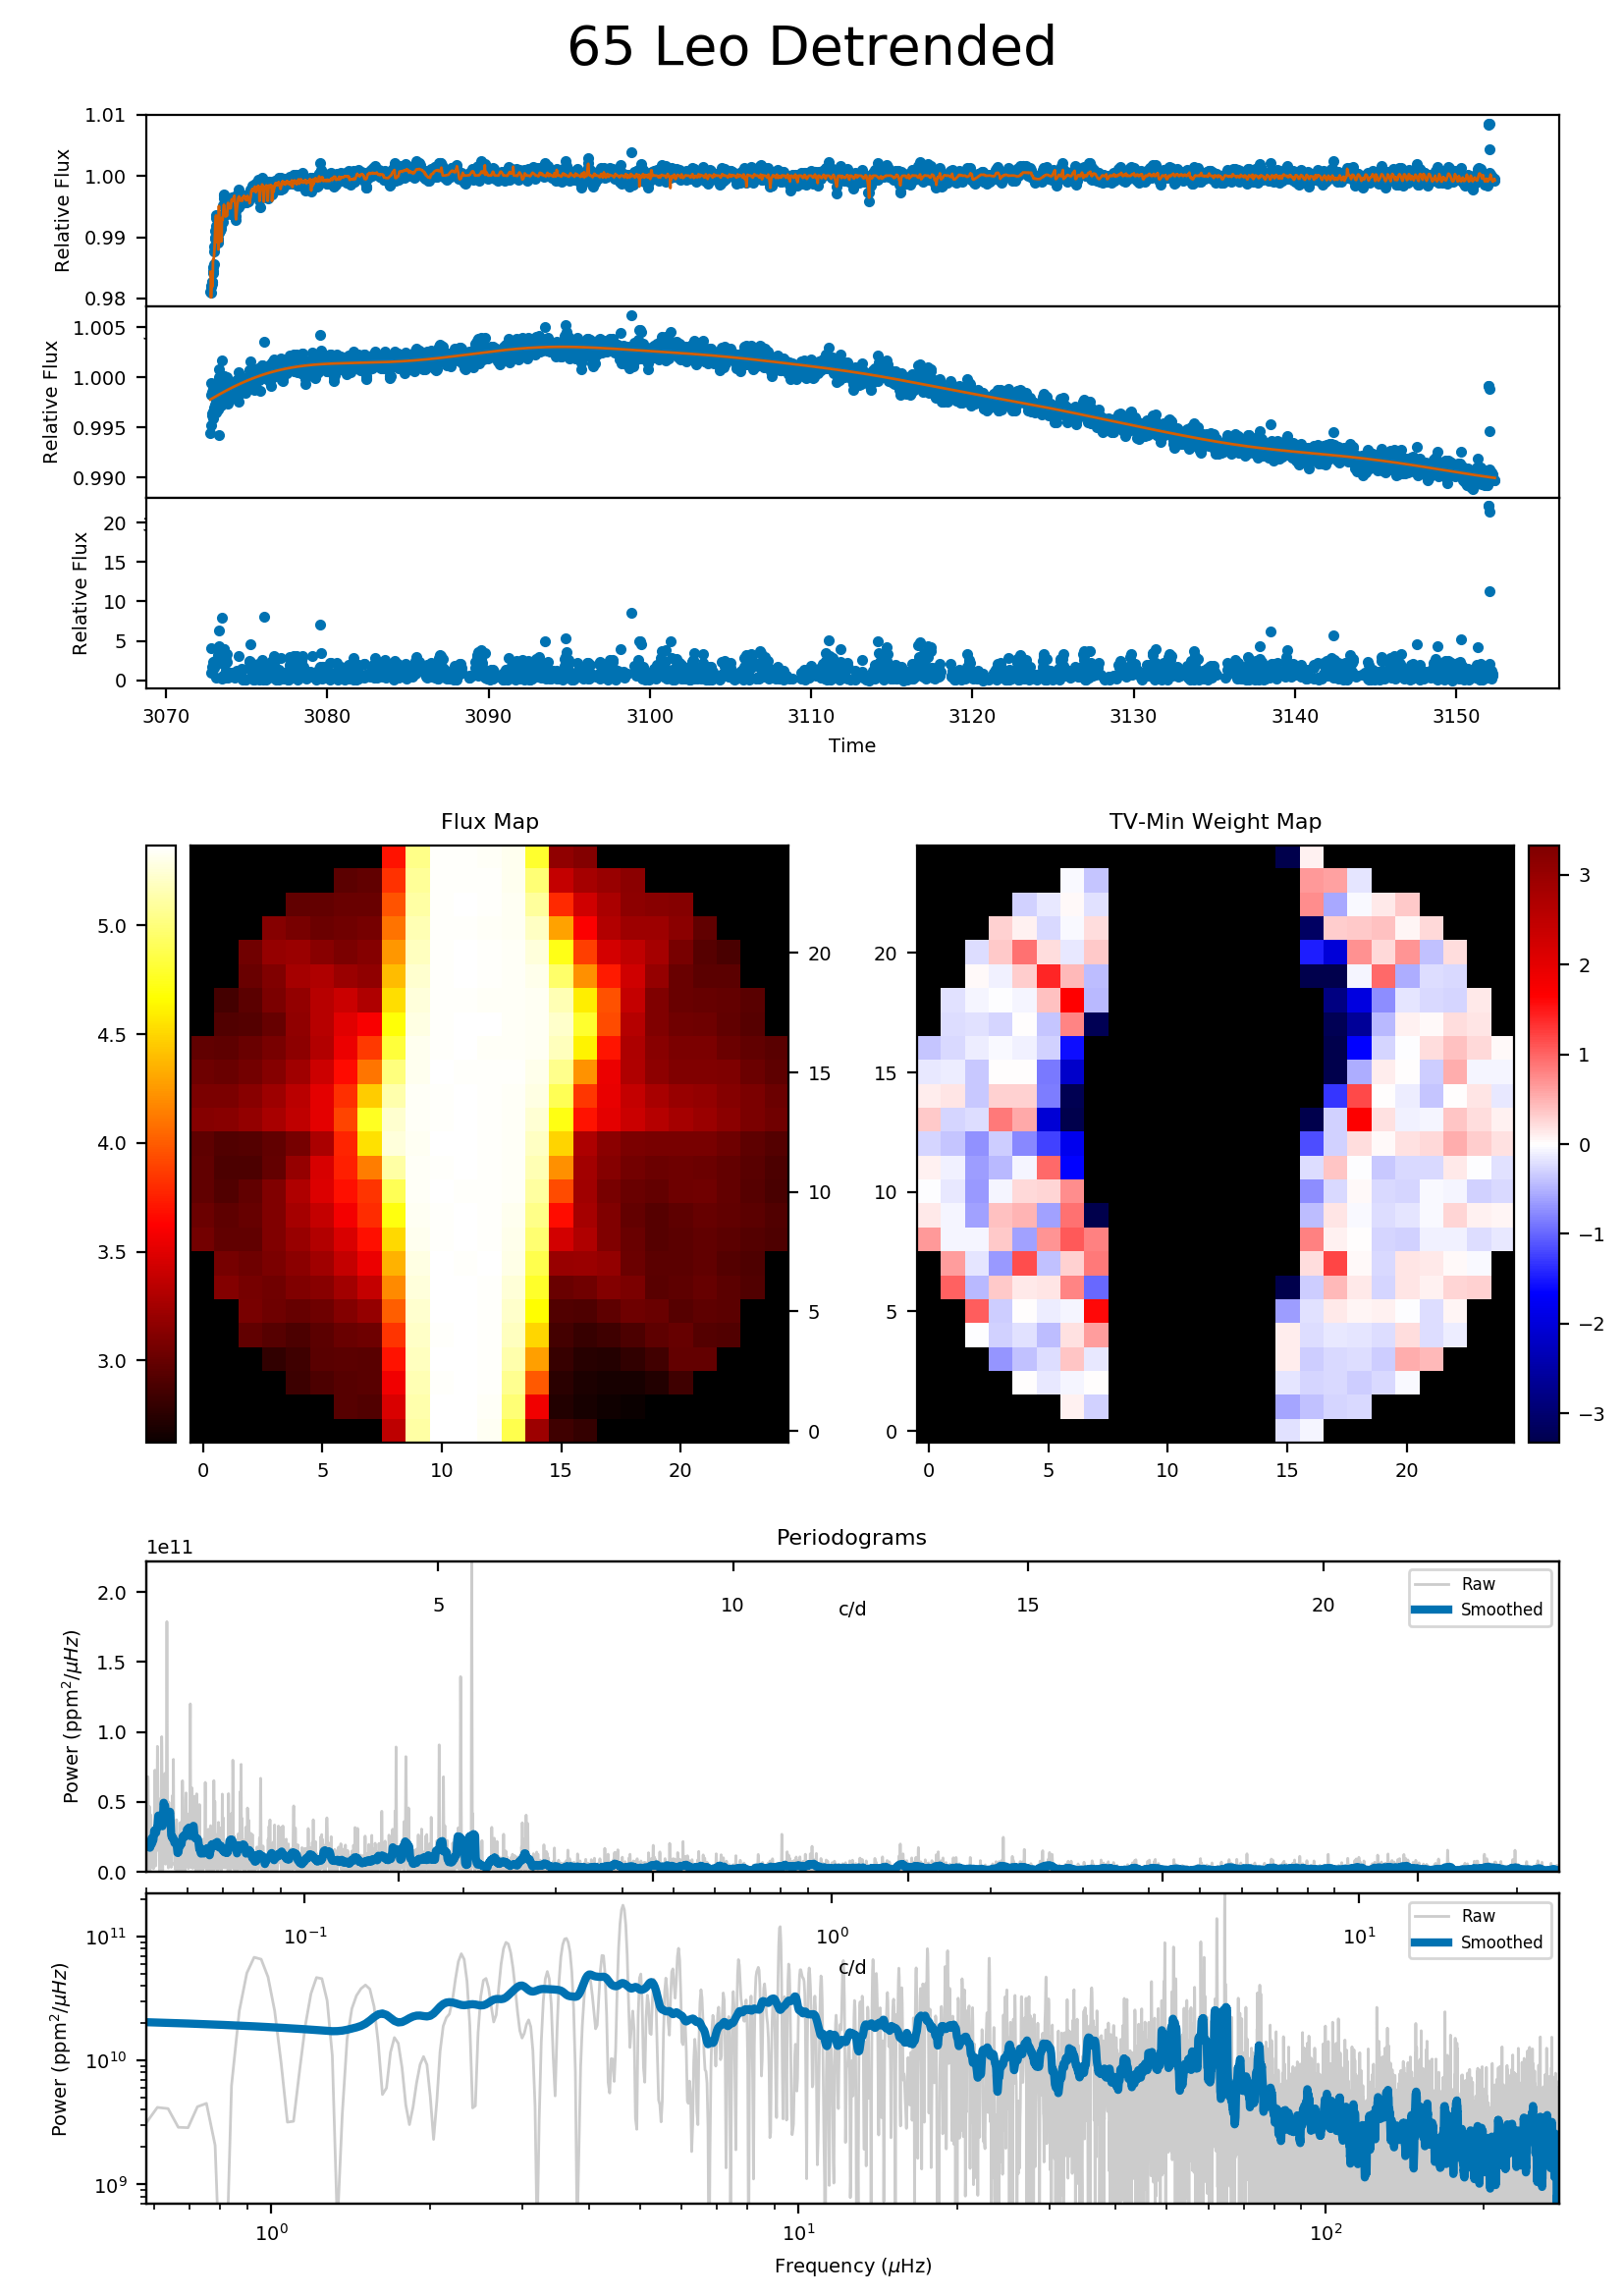 65 Leo Detrended
1.01
1.00
0.99
0.98
Relative Flux
1.005
1.000
0.995
0.990
Relative Flux
20
15
10
5
0
Relative Flux
3070 3080 3090 3100 3110 3120 3130 3140 3150
Time
Flux Map
5.0
4.5
4.0
3.5
3.0
20
15
10
5
0
0 5 10 15 20
TV-Min Weight Map
20
15
10
5
0
0 5 10 15 20
3
2
1
0
−1
−2
−3
Periodograms
1e11
2.0
1.5
1.0
0.5
0.0
Power (ppm²/μHz)
5 10 15 20
c/d
Raw
Smoothed
10¹¹
10¹⁰
10⁹
Power (ppm²/μHz)
10⁻¹ 10⁰ 10¹
c/d
Raw
Smoothed
10⁰ 10¹ 10²
Frequency (μHz)